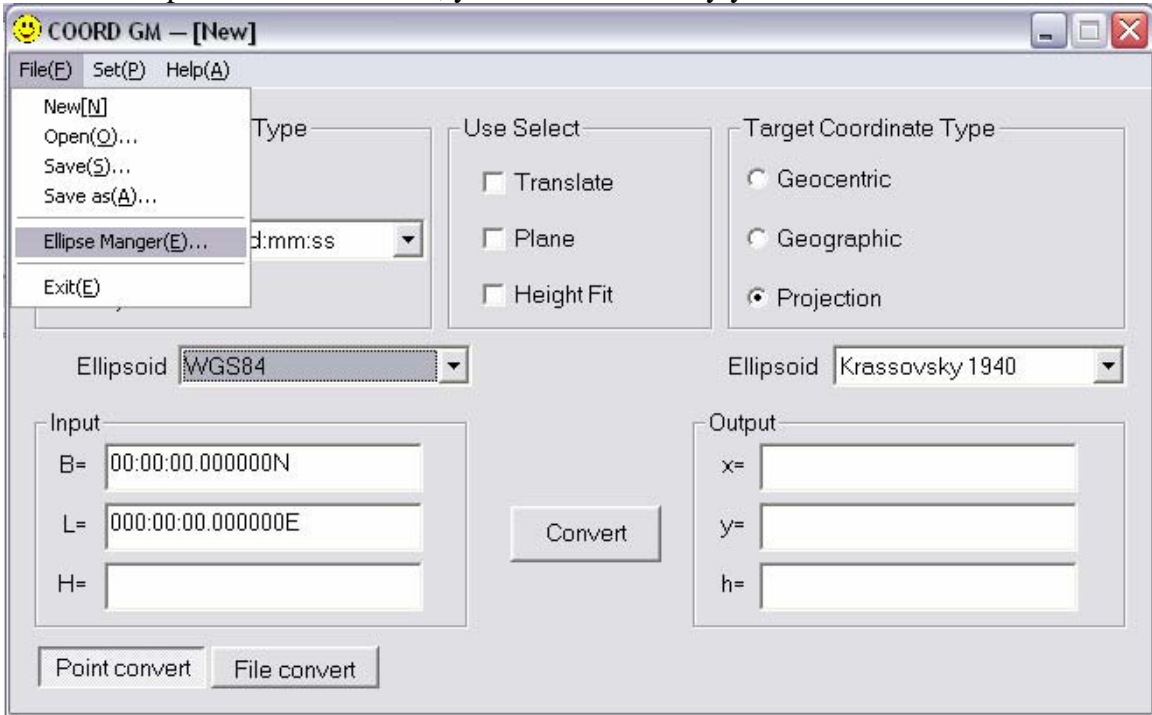 COORD GM – [New]
File(F) Set(P) Help(A)
New[N]
Open(O)...
Save(S)...
Save as(A)...
Ellipse Manger(E)...
Exit(E)
Type
d:mm:ss
Use Select
Translate
Plane
Height Fit
Target Coordinate Type
Geocentric
Geographic
Projection
Ellipsoid WGS84
Ellipsoid Krassovsky 1940
Input
B= 00:00:00.000000N
L= 000:00:00.000000E
H=
Convert
Output
x=
y=
h=
Point convert File convert